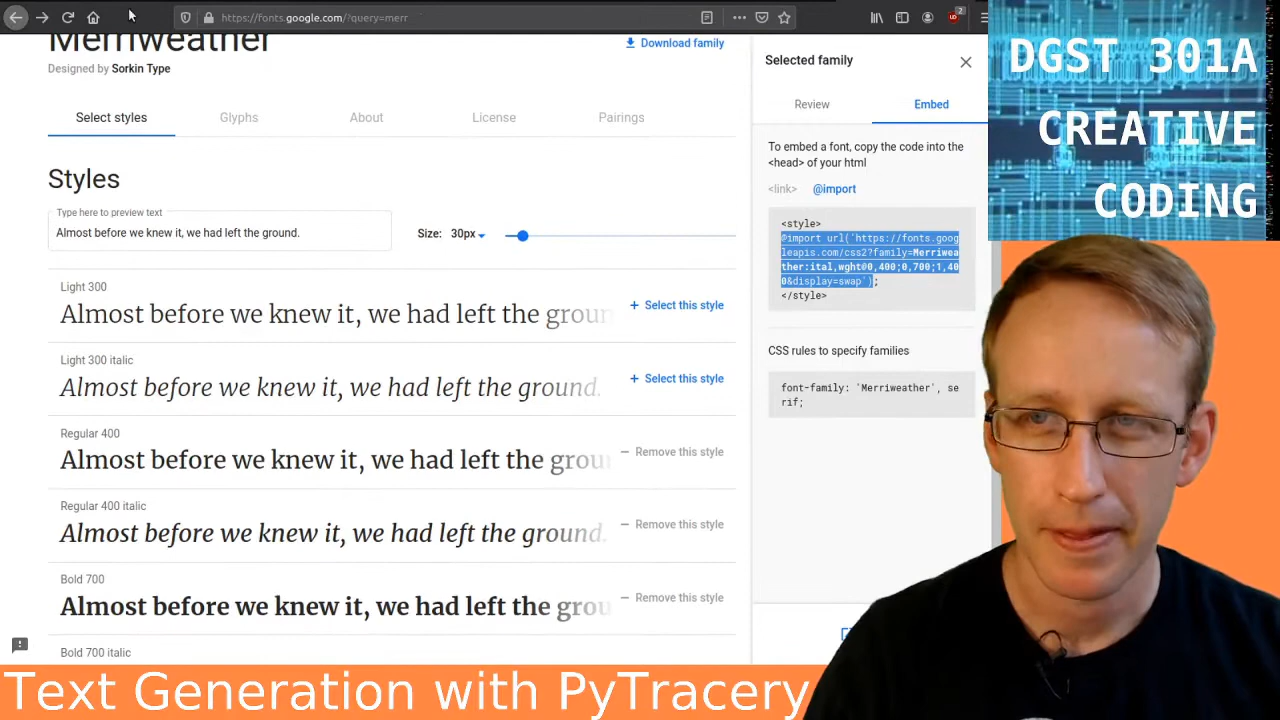 https://fonts.google.com/?query=merr
2
Merriweather
Designed by Sorkin Type
Download family
Select styles
Glyphs
About
License
Pairings
Styles
Type here to preview text
Almost before we knew it, we had left the ground.
Size: 30px
Light 300
Almost before we knew it, we had left the groun
+ Select this style
Light 300 italic
Almost before we knew it, we had left the ground.
+ Select this style
Regular 400
Almost before we knew it, we had left the grou
— Remove this style
Regular 400 italic
Almost before we knew it, we had left the ground.
— Remove this style
Bold 700
Almost before we knew it, we had left the grou
— Remove this style
Bold 700 italic
Selected family
Review
Embed
To embed a font, copy the code into the
<head> of your html
<link>
@import
<style>
@import url('https://fonts.goog
leapis.com/css2?family=Merriwea
ther:ital,wght@0,400;0,700;1,40
0&display=swap');
</style>
CSS rules to specify families
font-family: 'Merriweather', se
rif;
DGST 301A
CREATIVE
CODING
Text Generation with PyTracery